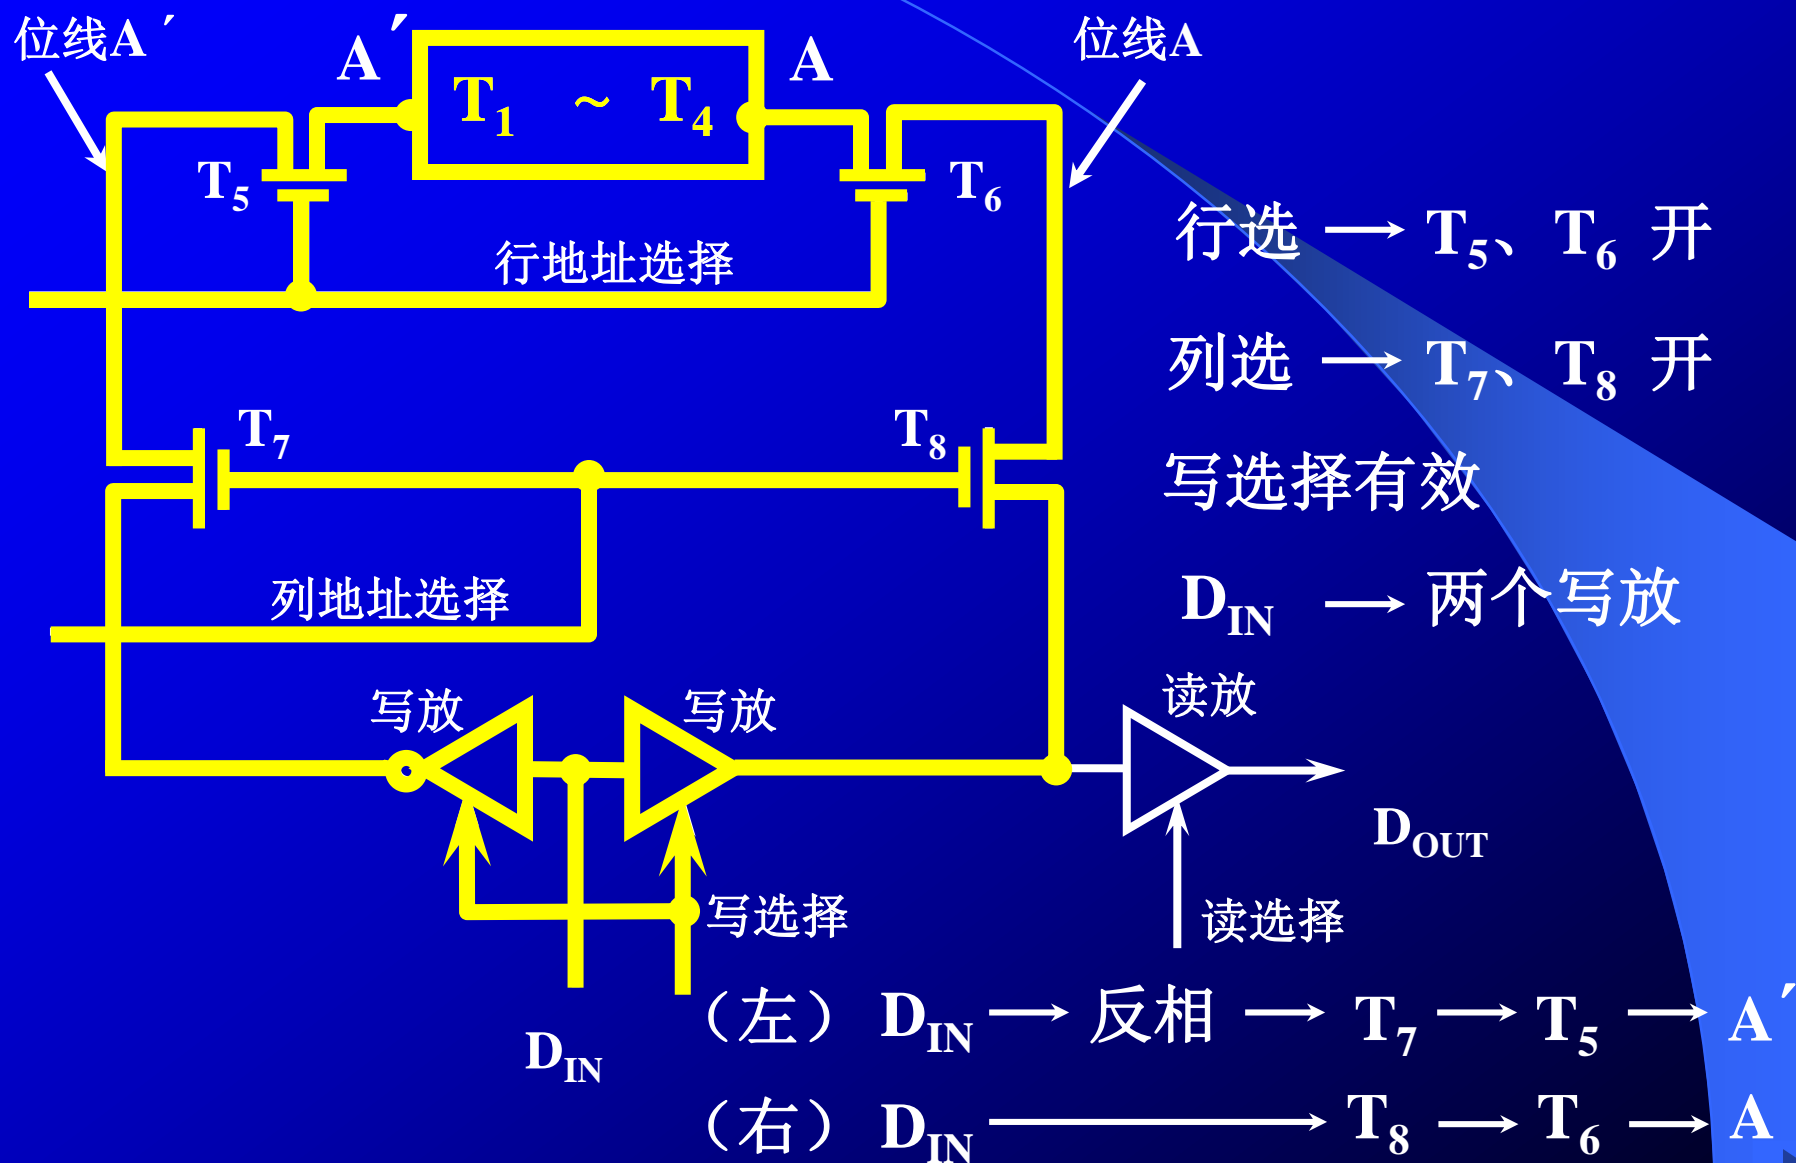 位线A´
A´
T1 ~ T4
A
位线A
T5
T6
行地址选择
行选 → T5、 T6 开
列选 → T7、 T8 开
T7
T8
写选择有效
列地址选择
DIN → 两个写放
写放
写放
读放
DOUT
写选择
读选择
DIN
（左） DIN → 反相 → T7 → T5 → A´
（右） DIN → T8 → T6 → A